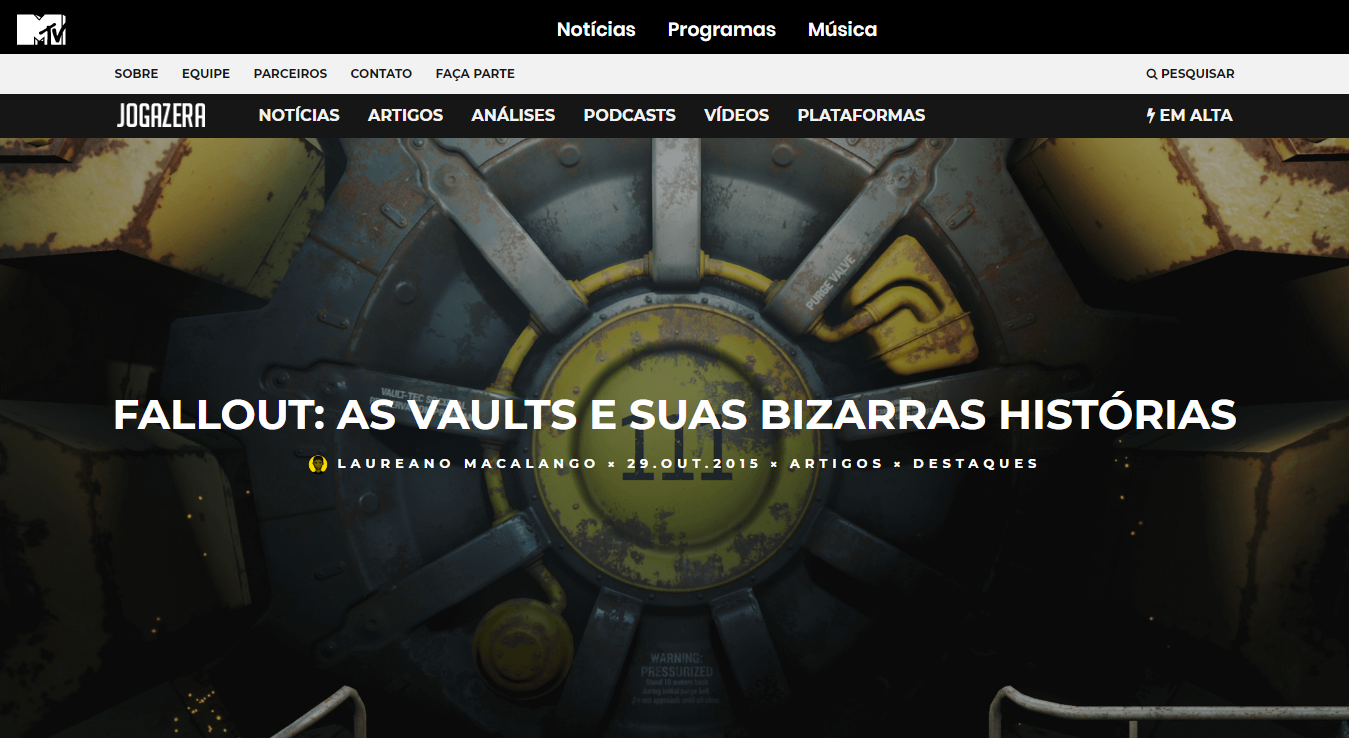 MTV
Notícias Programas Música
SOBRE EQUIPE PARCEIROS CONTATO FAÇA PARTE PESQUISAR
JOGAZERA NOTÍCIAS ARTIGOS ANÁLISES PODCASTS VÍDEOS PLATAFORMAS EM ALTA
PURGE VALVE
VAULT-TEC
FALLOUT: AS VAULTS E SUAS BIZARRAS HISTÓRIAS
111
LAUREANO MACALANGO × 29.OUT.2015 × ARTIGOS × DESTAQUES
WARNING:
PRESSURIZED